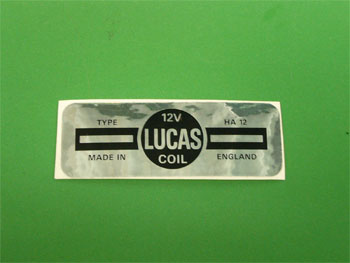 12V
TYPE HA 12
LUCAS
MADE IN COIL ENGLAND